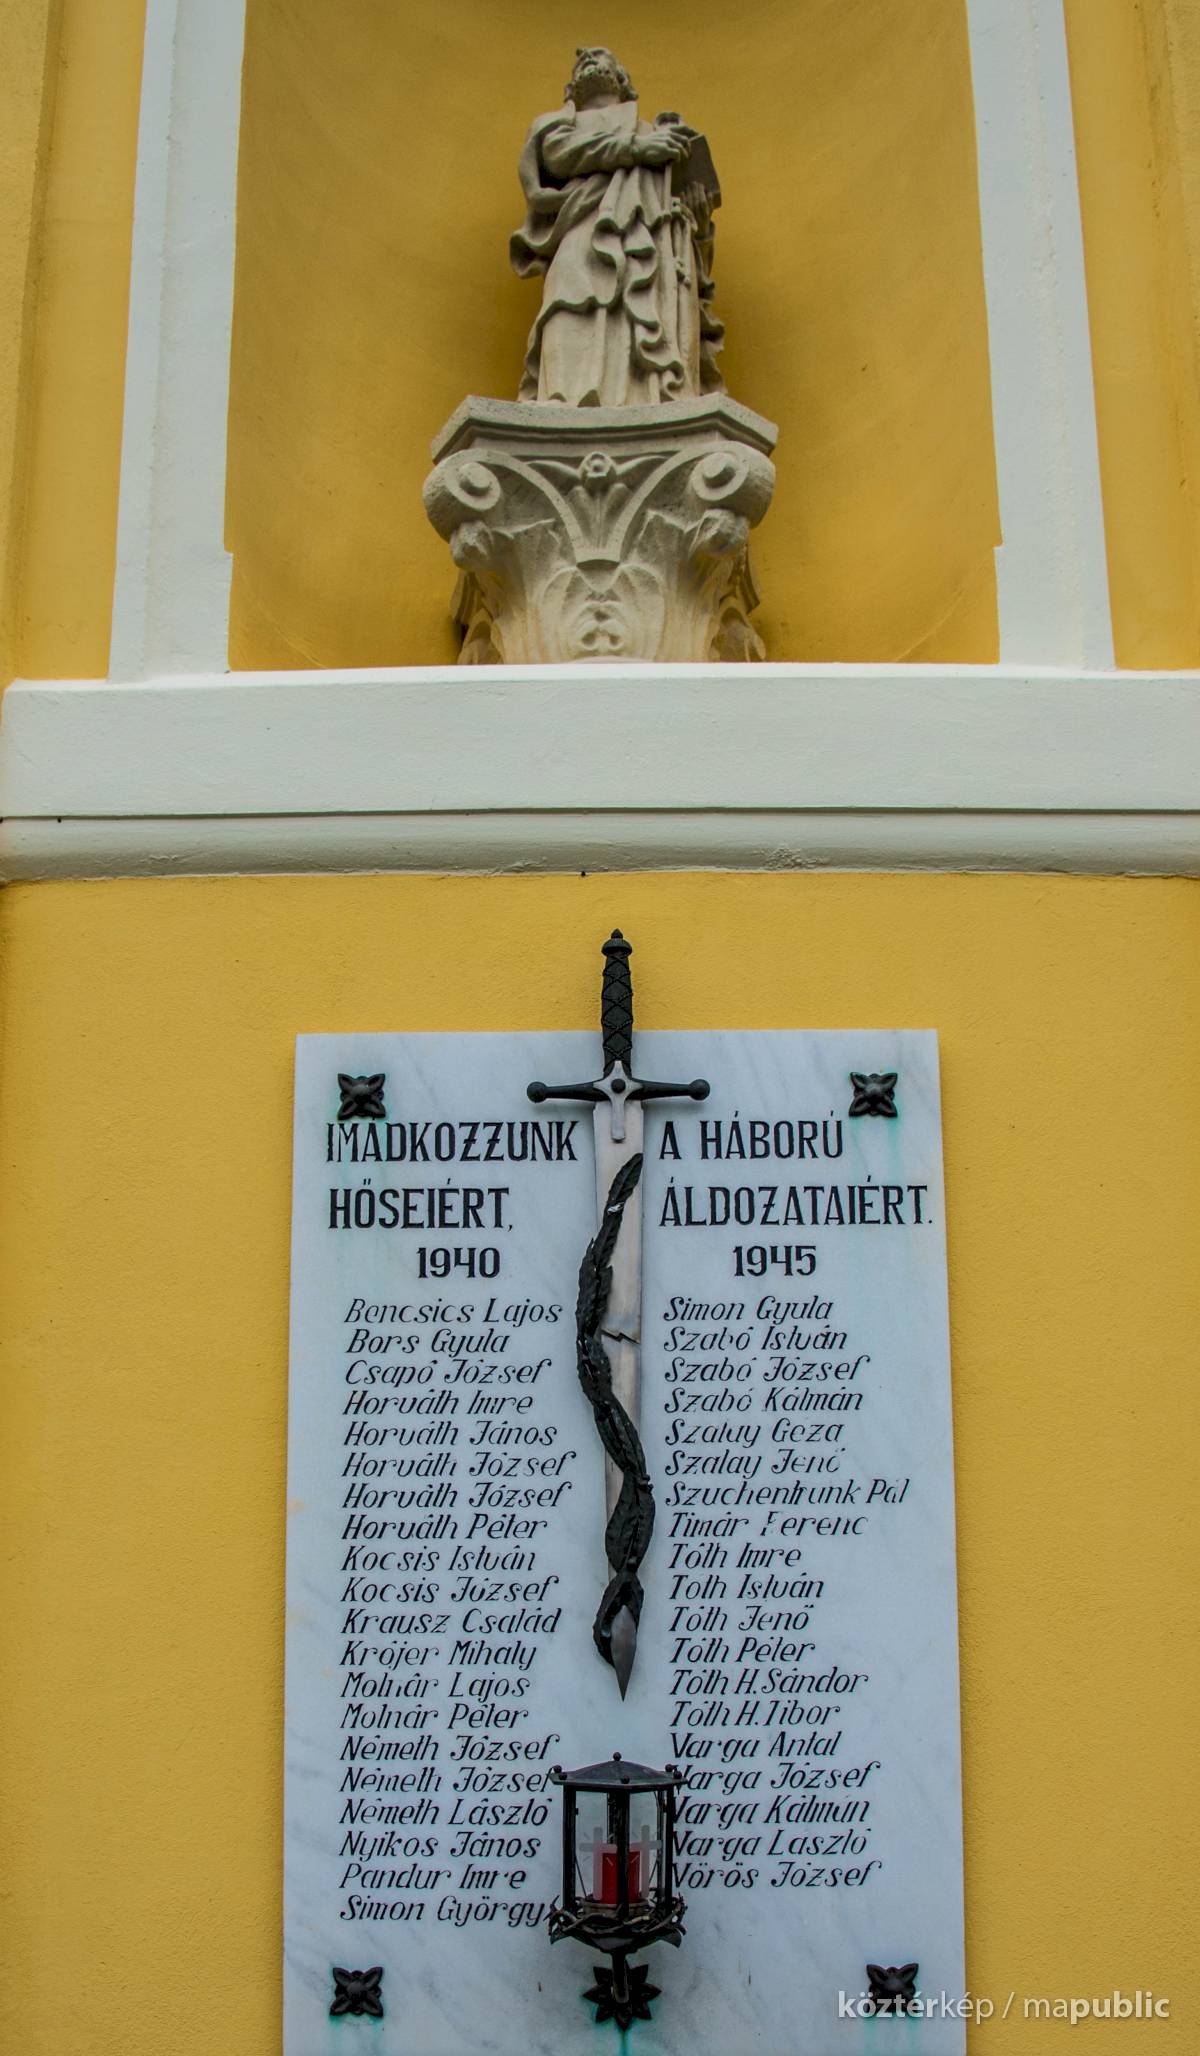 IMÁDKOZZUNK
HŐSEIÉRT,
1940
Bencsics Lajos
Bors Gyula
Csapó József
Horváth Imre
Horváth János
Horváth József
Horváth József
Horváth Péter
Kocsis István
Kocsis József
Krausz Család
Krójer Mihaly
Molnár Lajos
Molnár Péter
Németh József
Németh József
Németh László
Nyikos János
Pandur Imre
Simon György
A HÁBORÚ
ÁLDOZATAIÉRT.
1945
Simon Gyula
Szabó István
Szabó József
Szabó Kálmán
Szalay Géza
Szalay Jenő
Szuchentrunk Pál
Timár Ferenc
Tóth Imre
Tóth István
Tóth Jenő
Tóth Péter
Tóth H. Sándor
Tóth H. Tibor
Varga Antal
Varga József
Varga Kálmán
Varga László
Vörös József
köztérkép / mapublic